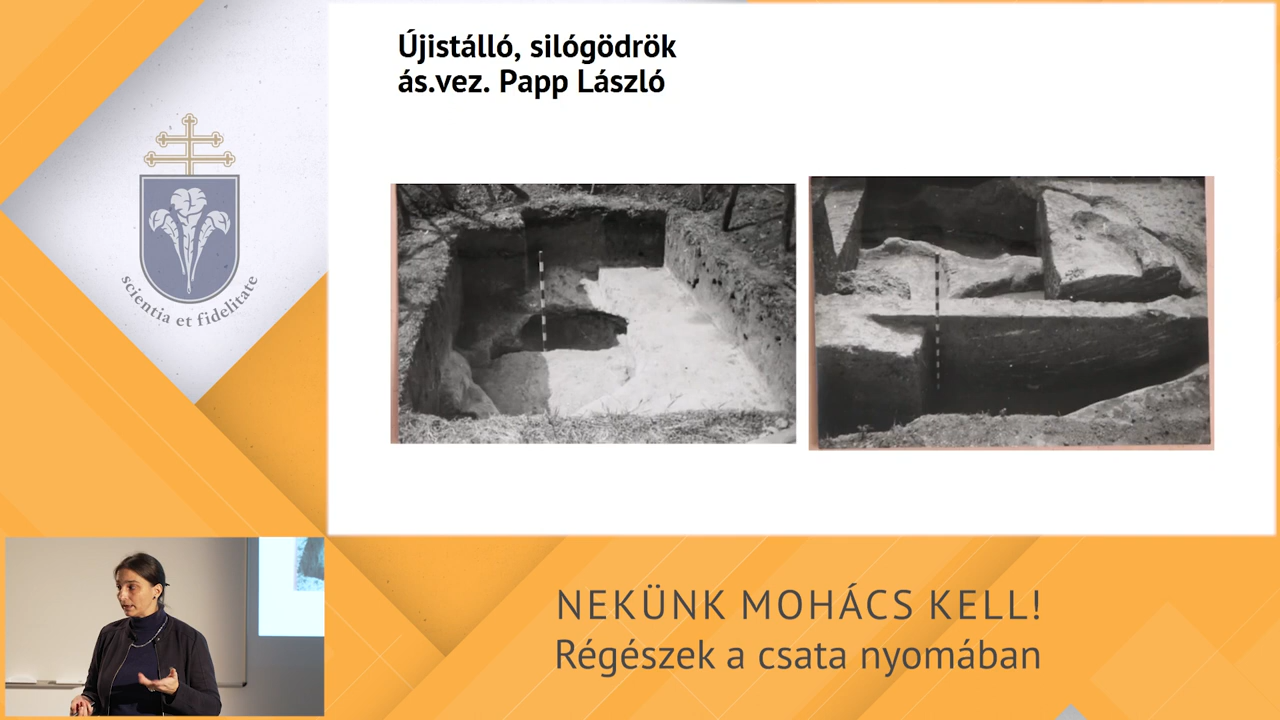 Újistálló, silógödrök
ás.vez. Papp László
scientia et fidelitate
NEKÜNK MOHÁCS KELL!
Régészek a csata nyomában